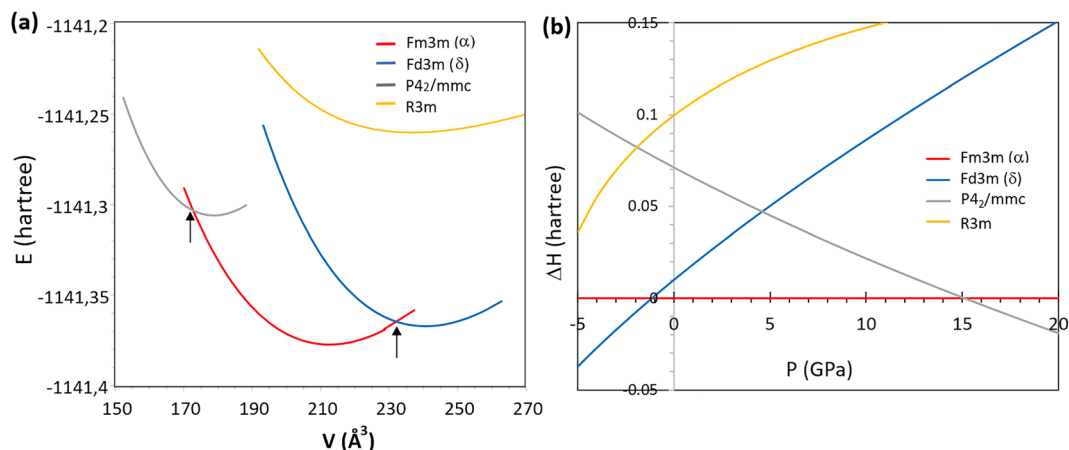 (a)
-1141,2
-1141,25
-1141,3
-1141,35
-1141,4
E (hartree)
150 170 190 210 230 250 270
V (Å3)
Fm3m (α)
Fd3m (δ)
P42/mmc
R3m
(b)
0.15
0.1
0.05
0
-0.05
ΔH (hartree)
-5 0 5 10 15 20
P (GPa)
Fm3m (α)
Fd3m (δ)
P42/mmc
R3m